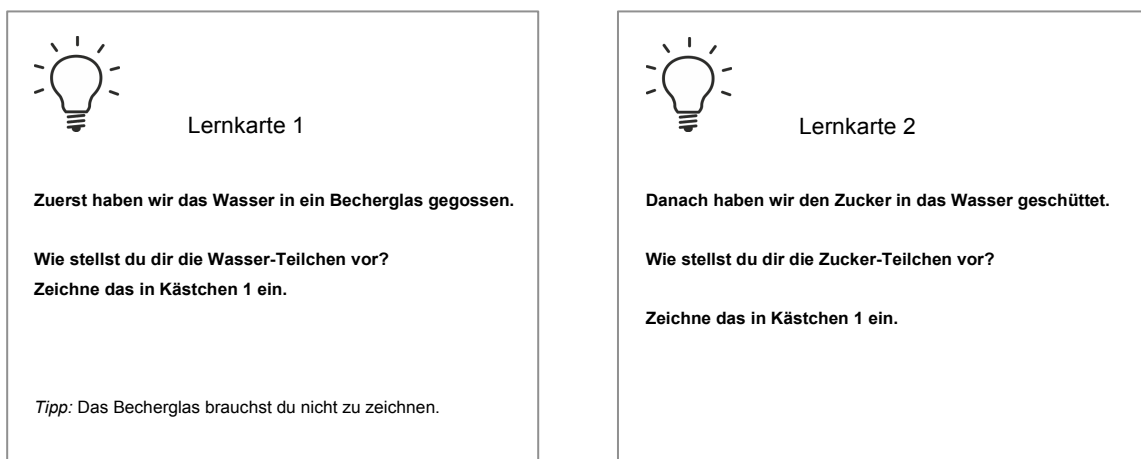 Lernkarte 1
Zuerst haben wir das Wasser in ein Becherglas gegossen.
Wie stellst du dir die Wasser-Teilchen vor?
Zeichne das in Kästchen 1 ein.
Tipp: Das Becherglas brauchst du nicht zu zeichnen.
Lernkarte 2
Danach haben wir den Zucker in das Wasser geschüttet.
Wie stellst du dir die Zucker-Teilchen vor?
Zeichne das in Kästchen 1 ein.